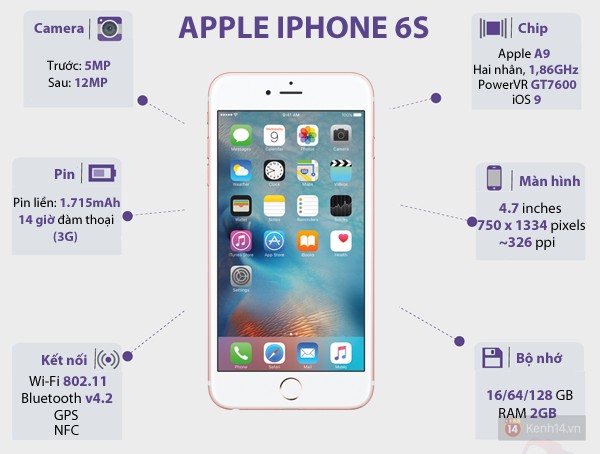 APPLE IPHONE 6S
Camera
Trước: 5MP
Sau: 12MP
Pin
Pin liền: 1.715mAh
14 giờ đàm thoại
(3G)
Kết nối
Wi-Fi 802.11
Bluetooth v4.2
GPS
NFC
9:41 AM
100%
Messages
Calendar
Photos
Camera
Weather
Clock
Maps
Videos
Wallet
Notes
Reminders
Stocks
iTunes Store
App Store
iBooks
Health
Settings
Phone
Safari
Mail
Music
Chip
Apple A9
Hai nhân, 1,86GHz
PowerVR GT7600
iOS 9
Màn hình
4.7 inches
750 x 1334 pixels
~326 ppi
Bộ nhớ
16/64/128 GB
RAM 2GB
14 Kenh14.vn